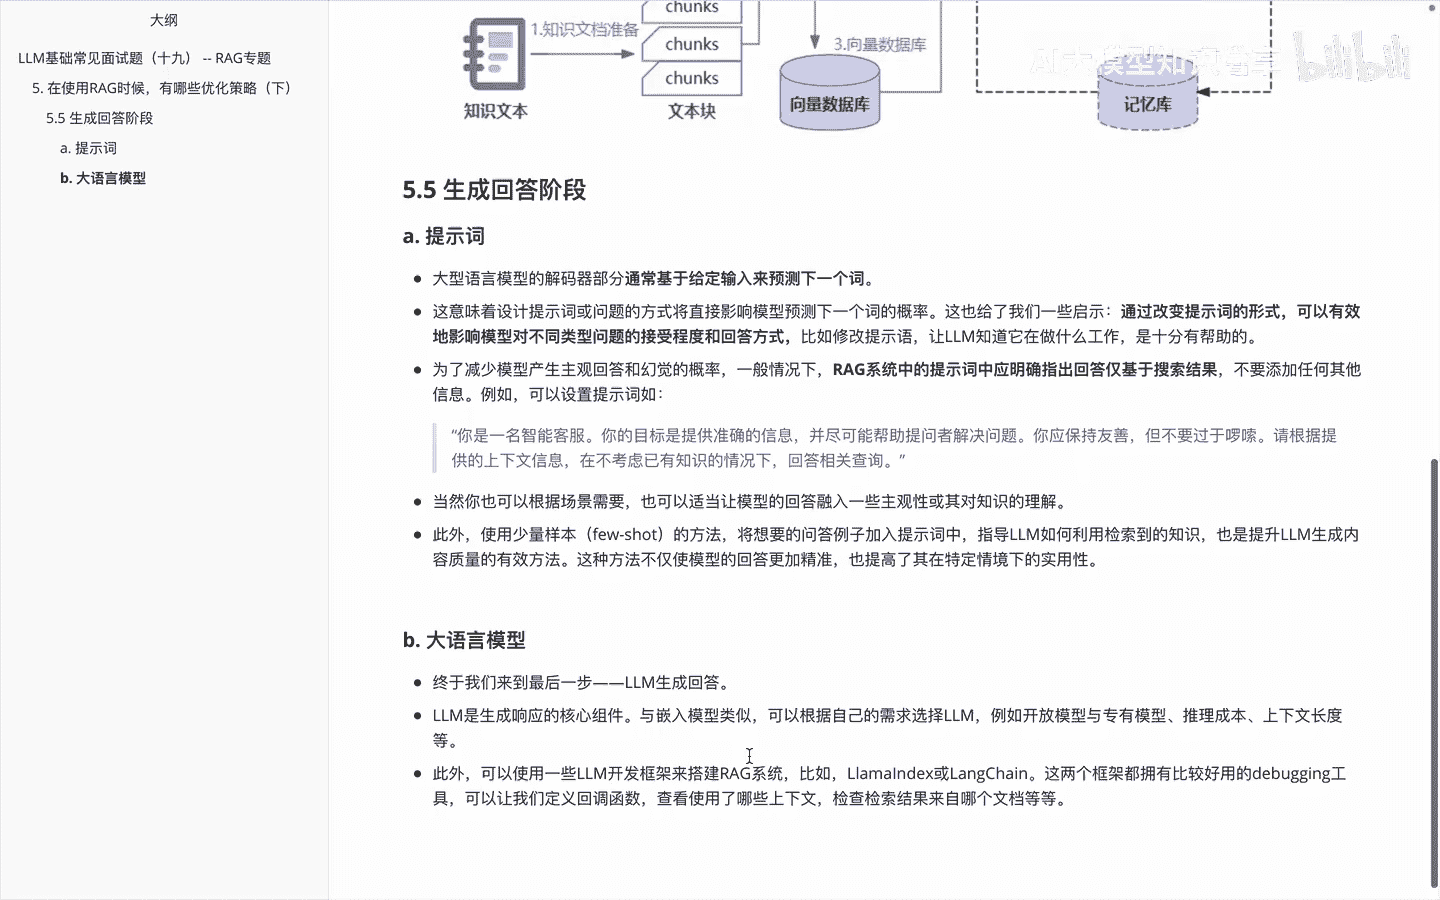 大纲
LLM基础常见面试题（十九） -- RAG专题
5. 在使用RAG时候，有哪些优化策略（下）
5.5 生成回答阶段
a. 提示词
b. 大语言模型
chunks
1.知识文档准备
chunks
3.向量数据库
chunks
向量数据库
记忆库
知识文本
文本块
5.5 生成回答阶段
a. 提示词
大型语言模型的解码器部分通常基于给定输入来预测下一个词。
这意味着设计提示词或问题的方式将直接影响模型预测下一个词的概率。这也给了我们一些启示：通过改变提示词的形式，可以有效
地影响模型对不同类型问题的接受程度和回答方式，比如修改提示语，让LLM知道它在做什么工作，是十分有帮助的。
为了减少模型产生主观回答和幻觉的概率，一般情况下，RAG系统中的提示词中应明确指出回答仅基于搜索结果，不要添加任何其他
信息。例如，可以设置提示词如：
“你是一名智能客服。你的目标是提供准确的信息，并尽可能帮助提问者解决问题。你应保持友善，但不要过于啰嗦。请根据提
供的上下文信息，在不考虑已有知识的情况下，回答相关查询。”
当然你也可以根据场景需要，也可以适当让模型的回答融入一些主观性或其对知识的理解。
此外，使用少量样本（few-shot）的方法，将想要的问答例子加入提示词中，指导LLM如何利用检索到的知识，也是提升LLM生成内
容质量的有效方法。这种方法不仅使模型的回答更加精准，也提高了其在特定情境下的实用性。
b. 大语言模型
终于我们来到最后一步——LLM生成回答。
LLM是生成响应的核心组件。与嵌入模型类似，可以根据自己的需求选择LLM，例如开放模型与专有模型、推理成本、上下文长度
等。
此外，可以使用一些LLM开发框架来搭建RAG系统，比如，LlamaIndex或LangChain。这两个框架都拥有比较好用的debugging工
具，可以让我们定义回调函数，查看使用了哪些上下文，检查检索结果来自哪个文档等等。